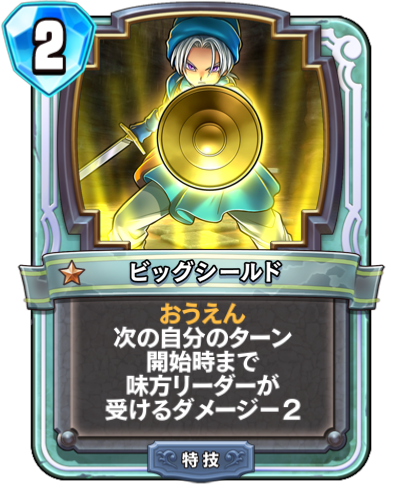 2
ビッグシールド
おうえん
次の自分のターン
開始時まで
味方リーダーが
受けるダメージー2
特技